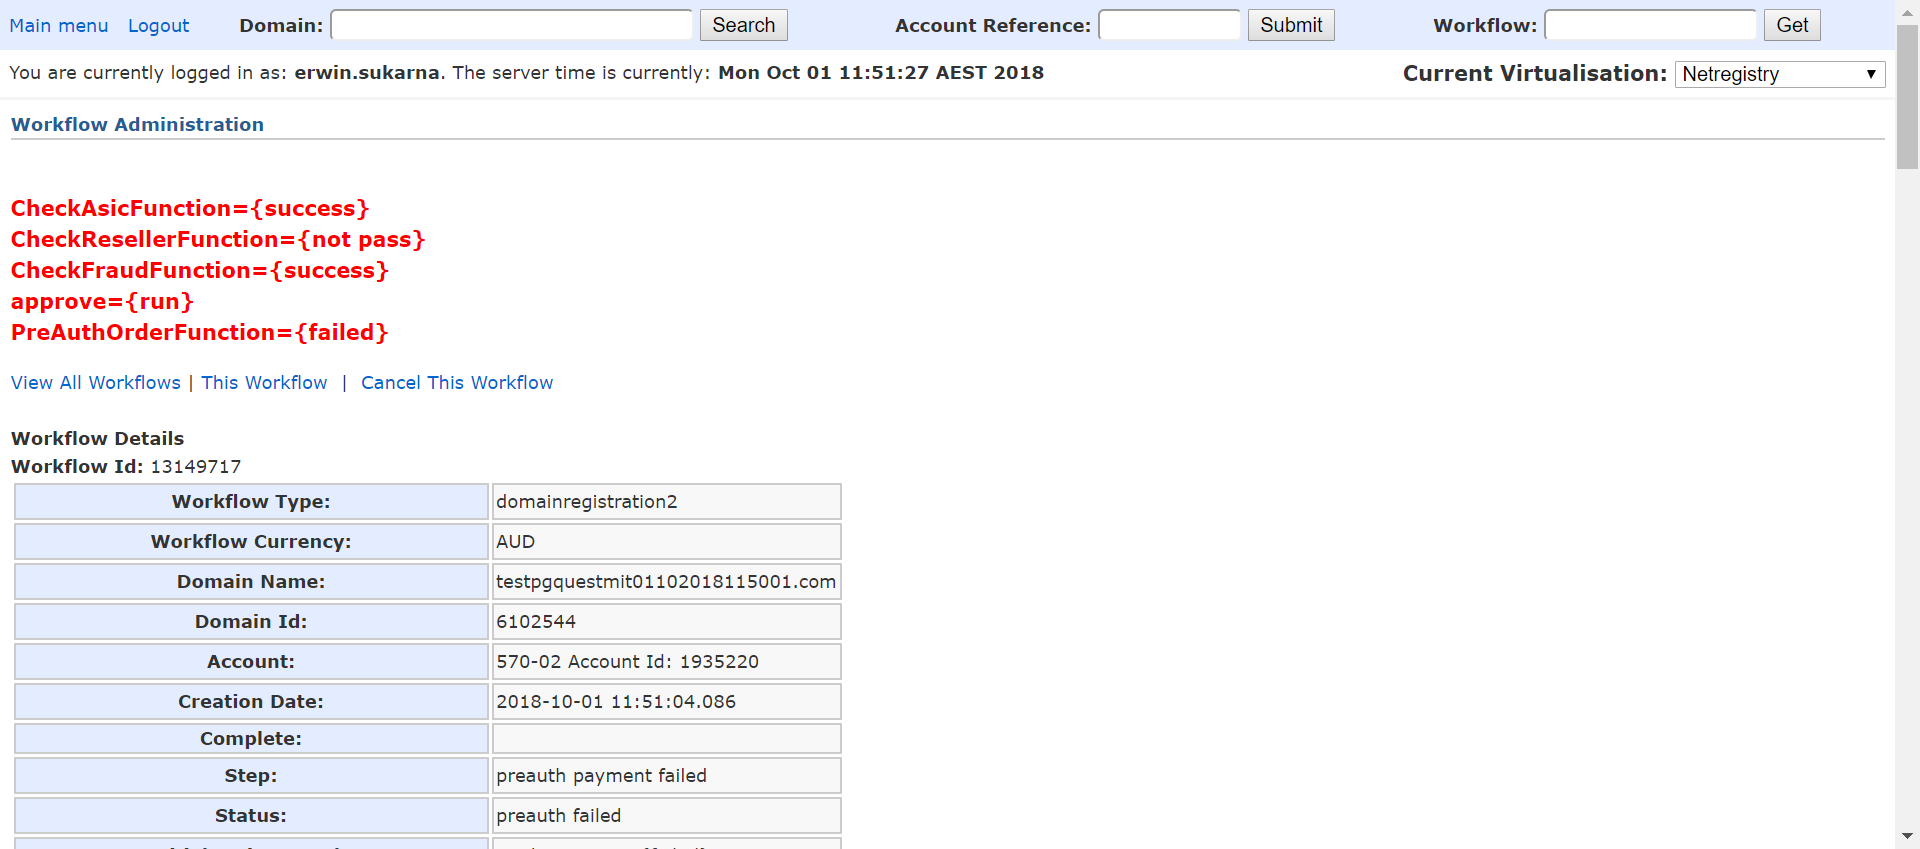 Main menu Logout Domain: Search Account Reference: Submit Workflow: Get
You are currently logged in as: erwin.sukarna. The server time is currently: Mon Oct 01 11:51:27 AEST 2018 Current Virtualisation: Netregistry
Workflow Administration
CheckAsicFunction={success}
CheckResellerFunction={not pass}
CheckFraudFunction={success}
approve={run}
PreAuthOrderFunction={failed}
View All Workflows | This Workflow | Cancel This Workflow
Workflow Details
Workflow Id: 13149717
Workflow Type: domainregistration2
Workflow Currency: AUD
Domain Name: testpgquestmit01102018115001.com
Domain Id: 6102544
Account: 570-02 Account Id: 1935220
Creation Date: 2018-10-01 11:51:04.086
Complete:
Step: preauth payment failed
Status: preauth failed